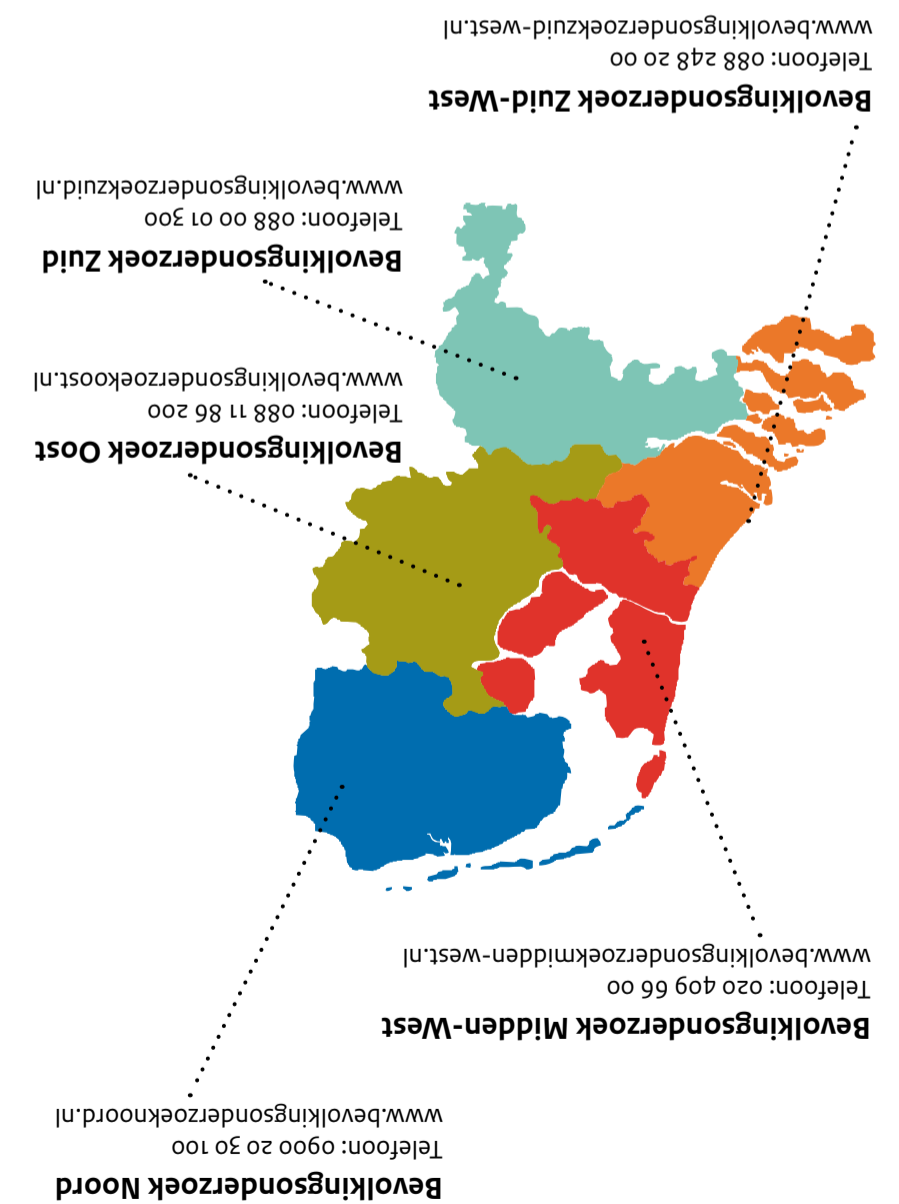 Bevolkingsonderzoek Noord
Telefoon: 0900 20 30 100
www.bevolkingsonderzoeknoord.nl
Bevolkingsonderzoek Midden-West
Telefoon: 020 409 66 00
www.bevolkingsonderzoekmidden-west.nl
Bevolkingsonderzoek Oost
Telefoon: 088 11 86 200
www.bevolkingsonderzoekoost.nl
Bevolkingsonderzoek Zuid
Telefoon: 088 00 01 300
www.bevolkingsonderzoekzuid.nl
Bevolkingsonderzoek Zuid-West
Telefoon: 088 248 20 00
www.bevolkingsonderzoekzuid-west.nl